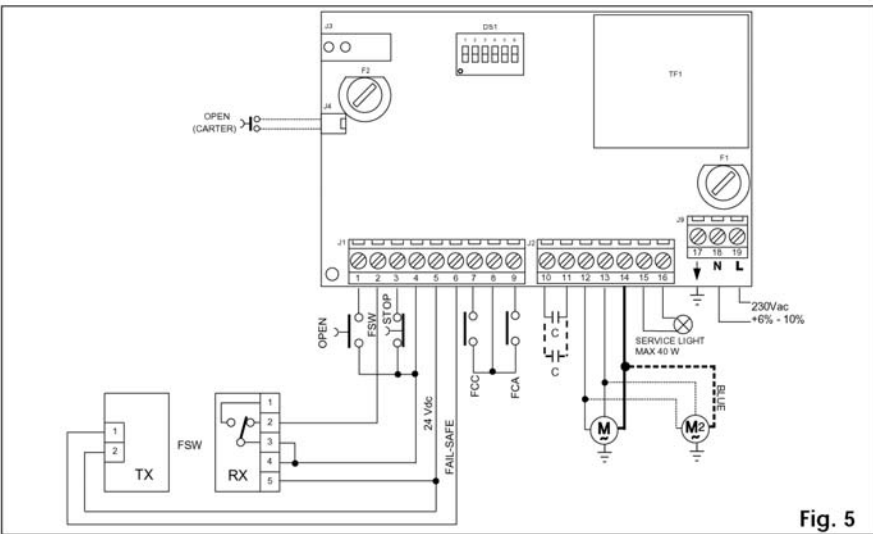 J3
DS1
1 2 3 4 5 6
F2
TF1
J4
OPEN
(CARTER)
F1
J9
17 18 19
N L
J1
1 2 3 4 5 6 7 8 9
J2
10 11 12 13 14 15 16
OPEN
FSW
STOP
24 Vdc
FAIL-SAFE
FCC
FCA
C
C
SERVICE LIGHT
MAX 40 W
230Vac
+6% - 10%
BLUE
M
~
M2
~
1
2
TX
FSW
RX
1
2
3
4
5
Fig. 5